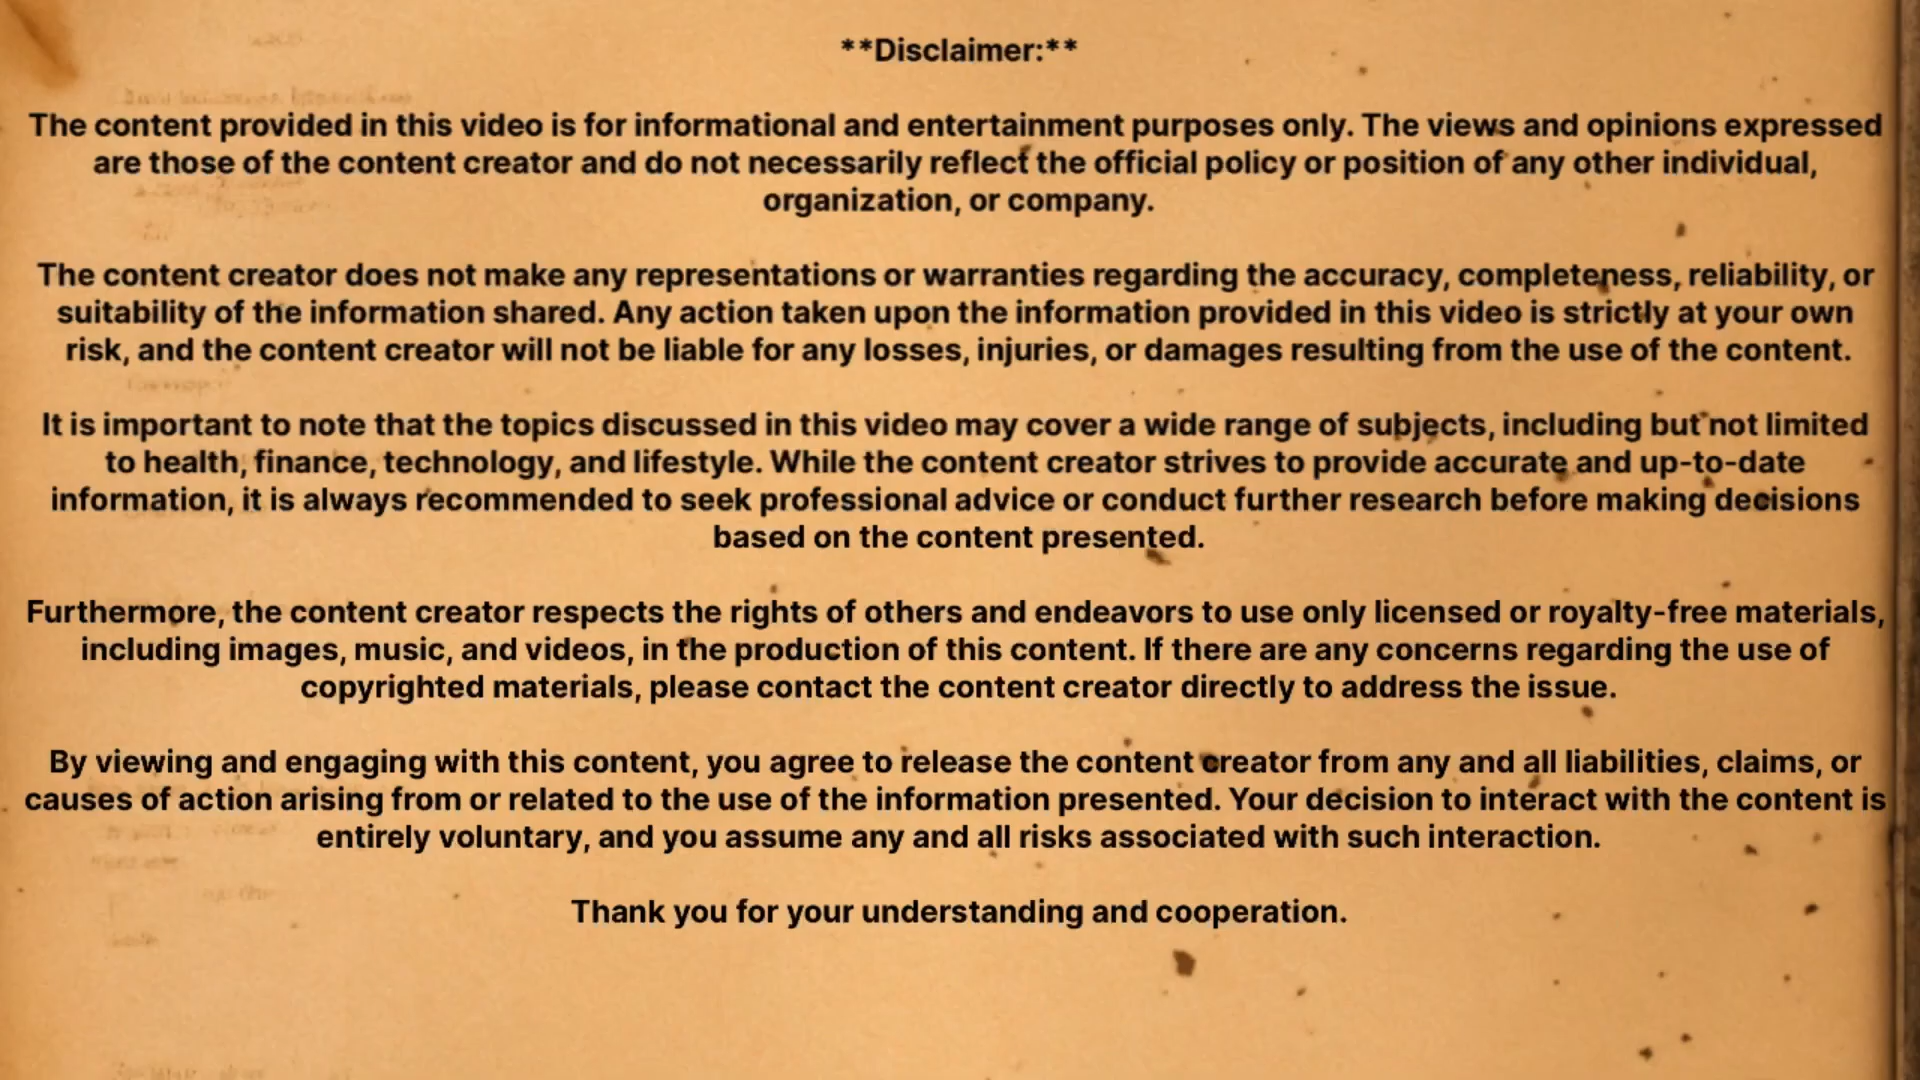 **Disclaimer:**
The content provided in this video is for informational and entertainment purposes only. The views and opinions expressed
are those of the content creator and do not necessarily reflect the official policy or position of any other individual,
organization, or company.
The content creator does not make any representations or warranties regarding the accuracy, completeness, reliability, or
suitability of the information shared. Any action taken upon the information provided in this video is strictly at your own
risk, and the content creator will not be liable for any losses, injuries, or damages resulting from the use of the content.
It is important to note that the topics discussed in this video may cover a wide range of subjects, including but not limited
to health, finance, technology, and lifestyle. While the content creator strives to provide accurate and up-to-date
information, it is always recommended to seek professional advice or conduct further research before making decisions
based on the content presented.
Furthermore, the content creator respects the rights of others and endeavors to use only licensed or royalty-free materials,
including images, music, and videos, in the production of this content. If there are any concerns regarding the use of
copyrighted materials, please contact the content creator directly to address the issue.
By viewing and engaging with this content, you agree to release the content creator from any and all liabilities, claims, or
causes of action arising from or related to the use of the information presented. Your decision to interact with the content is
entirely voluntary, and you assume any and all risks associated with such interaction.
Thank you for your understanding and cooperation.